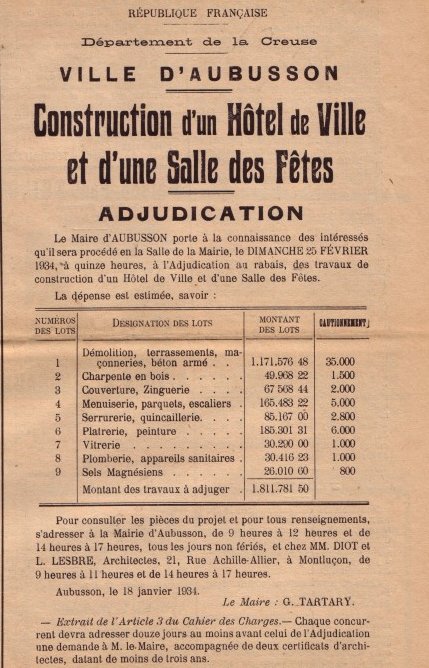 RÉPUBLIQUE FRANÇAISE
Département de la Creuse
VILLE D'AUBUSSON
Construction d'un Hôtel de Ville
et d'une Salle des Fêtes
ADJUDICATION
Le Maire d'AUBUSSON porte à la connaissance des intéressés
qu'il sera procédé en la Salle de la Mairie, le DIMANCHE 25 FÉVRIER
1934, à quinze heures, à l'Adjudication au rabais, des travaux de
construction d'un Hôtel de Ville et d'une Salle des Fêtes.
La dépense est estimée, savoir :
NUMÉROS DES LOTS DÉSIGNATION DES LOTS MONTANT DES LOTS CAUTIONNEMENT
Démolition, terrassements, ma-
1 çonneries, béton armé . . 1.171.576 48 35.000
2 Charpente en bois . . . . . . . 49.968 22 1.500
3 Couverture, Zinguerie . . . . . 67 568 44 2.000
4 Menuiserie, parquets, escaliers 165.483 22 5.000
5 Serrurerie, quincaillerie. . . . 85.167 00 2.800
6 Platrerie, peinture . . . . . . 185.301 31 6.000
7 Vitrerie . . . . . . . . . 30.290 00 1.000
8 Plomberie, appareils sanitaires . 30.416 23 1.000
9 Sels Magnésiens . . . . . 26.010 60 800
Montant des travaux à adjuger . 1.811.781 50
Pour consulter les pièces du projet et pour tous renseignements,
s'adresser à la Mairie d'Aubusson, de 9 heures à 12 heures et de
14 heures à 17 heures, tous les jours non fériés, et chez MM. DIOT et
L. LESBRE, Architectes, 21, Rue Achille-Allier, à Montluçon, de
9 heures à 11 heures et de 14 heures à 17 heures.
Aubusson, le 18 janvier 1934.
Le Maire : G. TARTARY.
— Extrait de l'Article 3 du Cahier des Charges.— Chaque concur-
rent devra adresser douze jours au moins avant celui de l'Adjudication
une demande à M. le Maire, accompagnée de deux certificats d'archi-
tectes, datant de moins de trois ans.